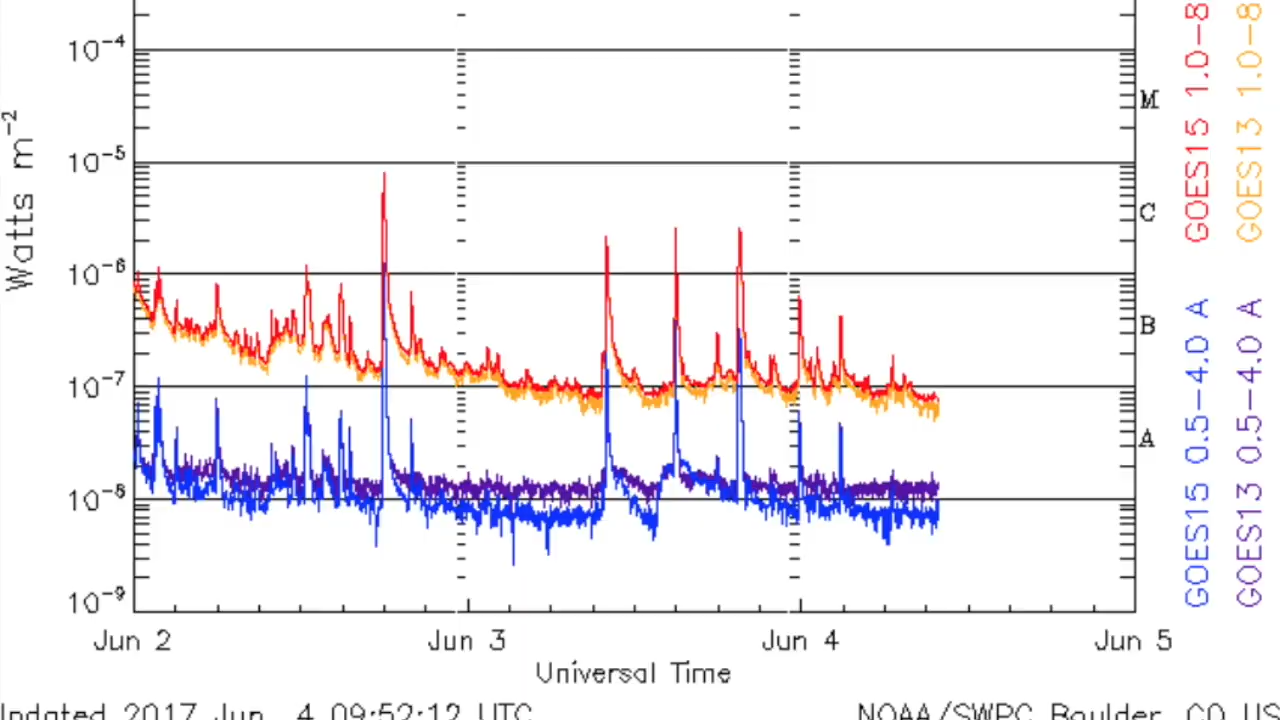 10-4
10-5
10-6
10-7
10-8
10-9
Watts m-2
M
C
B
A
Jun 2
Jun 3
Jun 4
Jun 5
Universal Time
GOES15 1.0-8
GOES13 1.0-8
GOES15 0.5-4.0 A
GOES13 0.5-4.0 A
Updated 2017 Jun 4 09:52:12 UTC
NOAA/SWPC Boulder, CO US